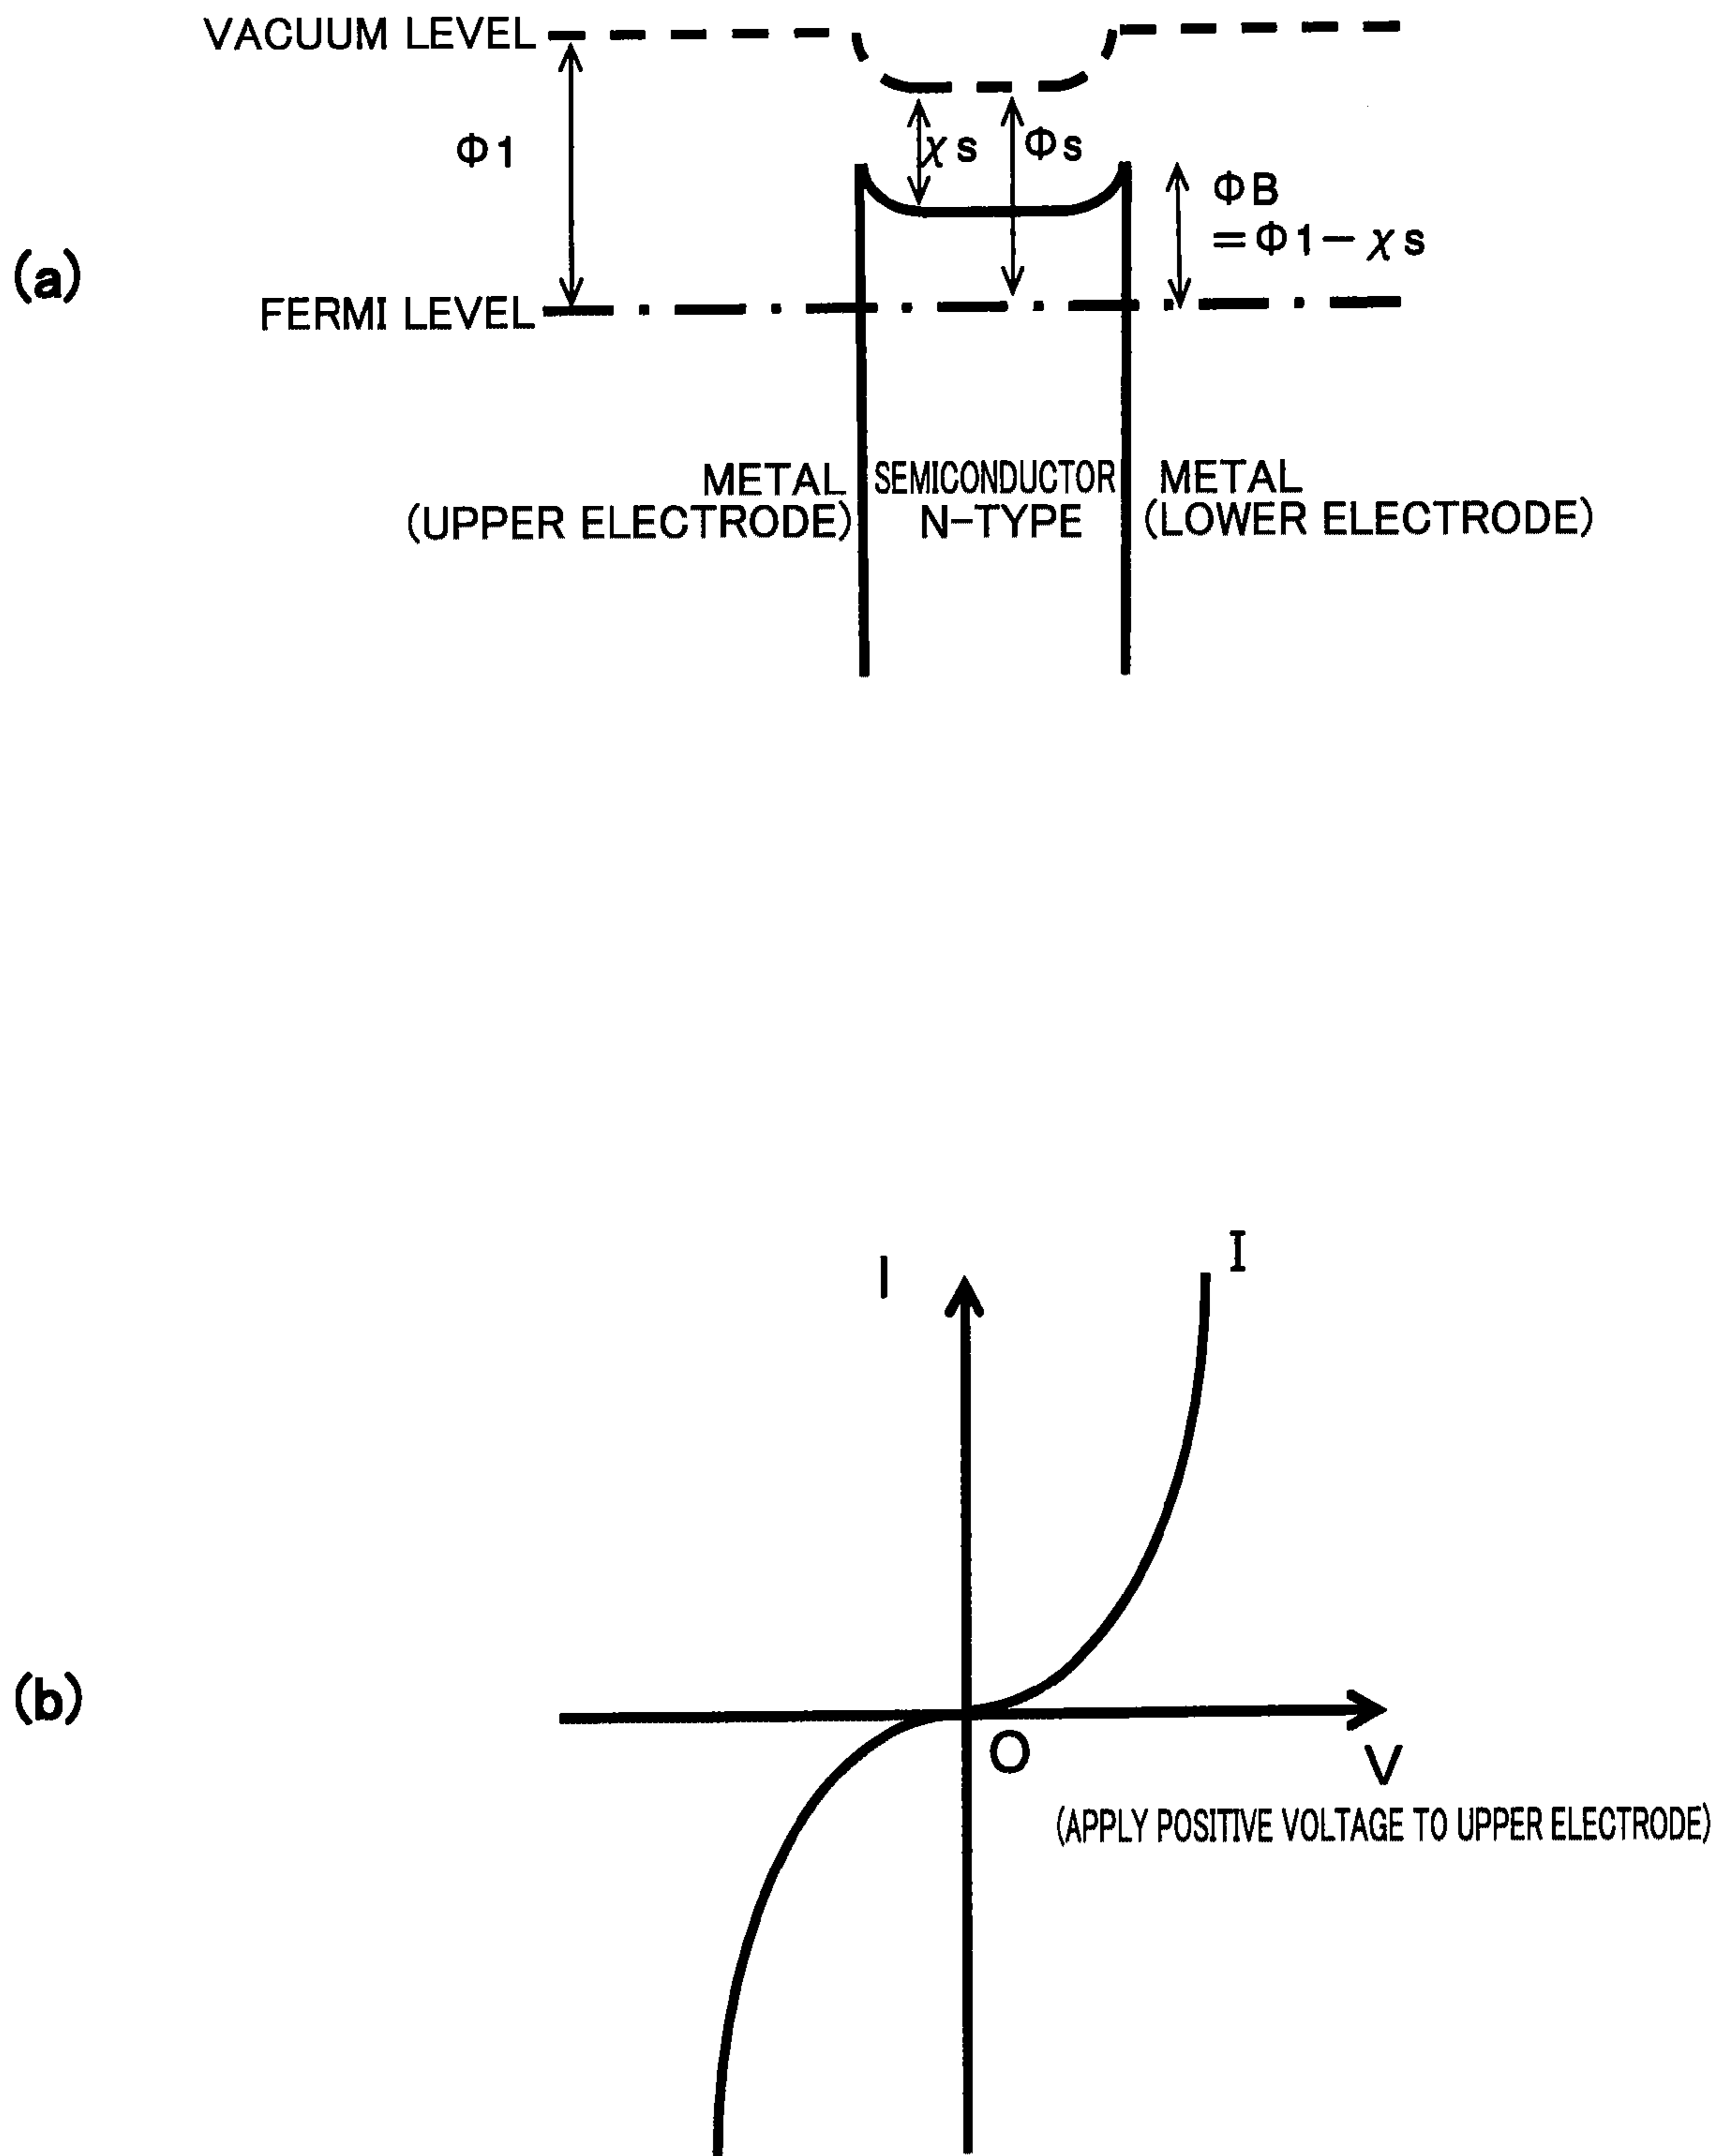 (a)
VACUUM LEVEL
Φ1
χs
Φs
ΦB
=Φ1-χs
FERMI LEVEL
METAL
(UPPER ELECTRODE)
SEMICONDUCTOR
N-TYPE
METAL
(LOWER ELECTRODE)
(b)
I
I
O
V
(APPLY POSITIVE VOLTAGE TO UPPER ELECTRODE)